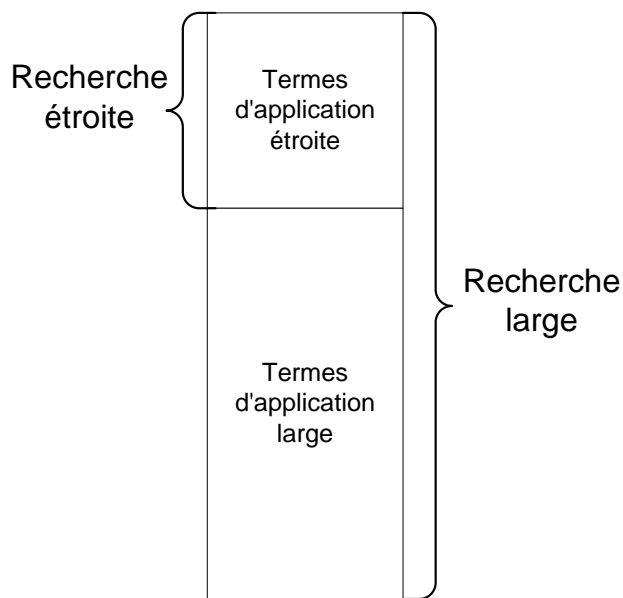 Recherche
étroite
Termes
d'application
étroite
Recherche
large
Termes
d'application
large